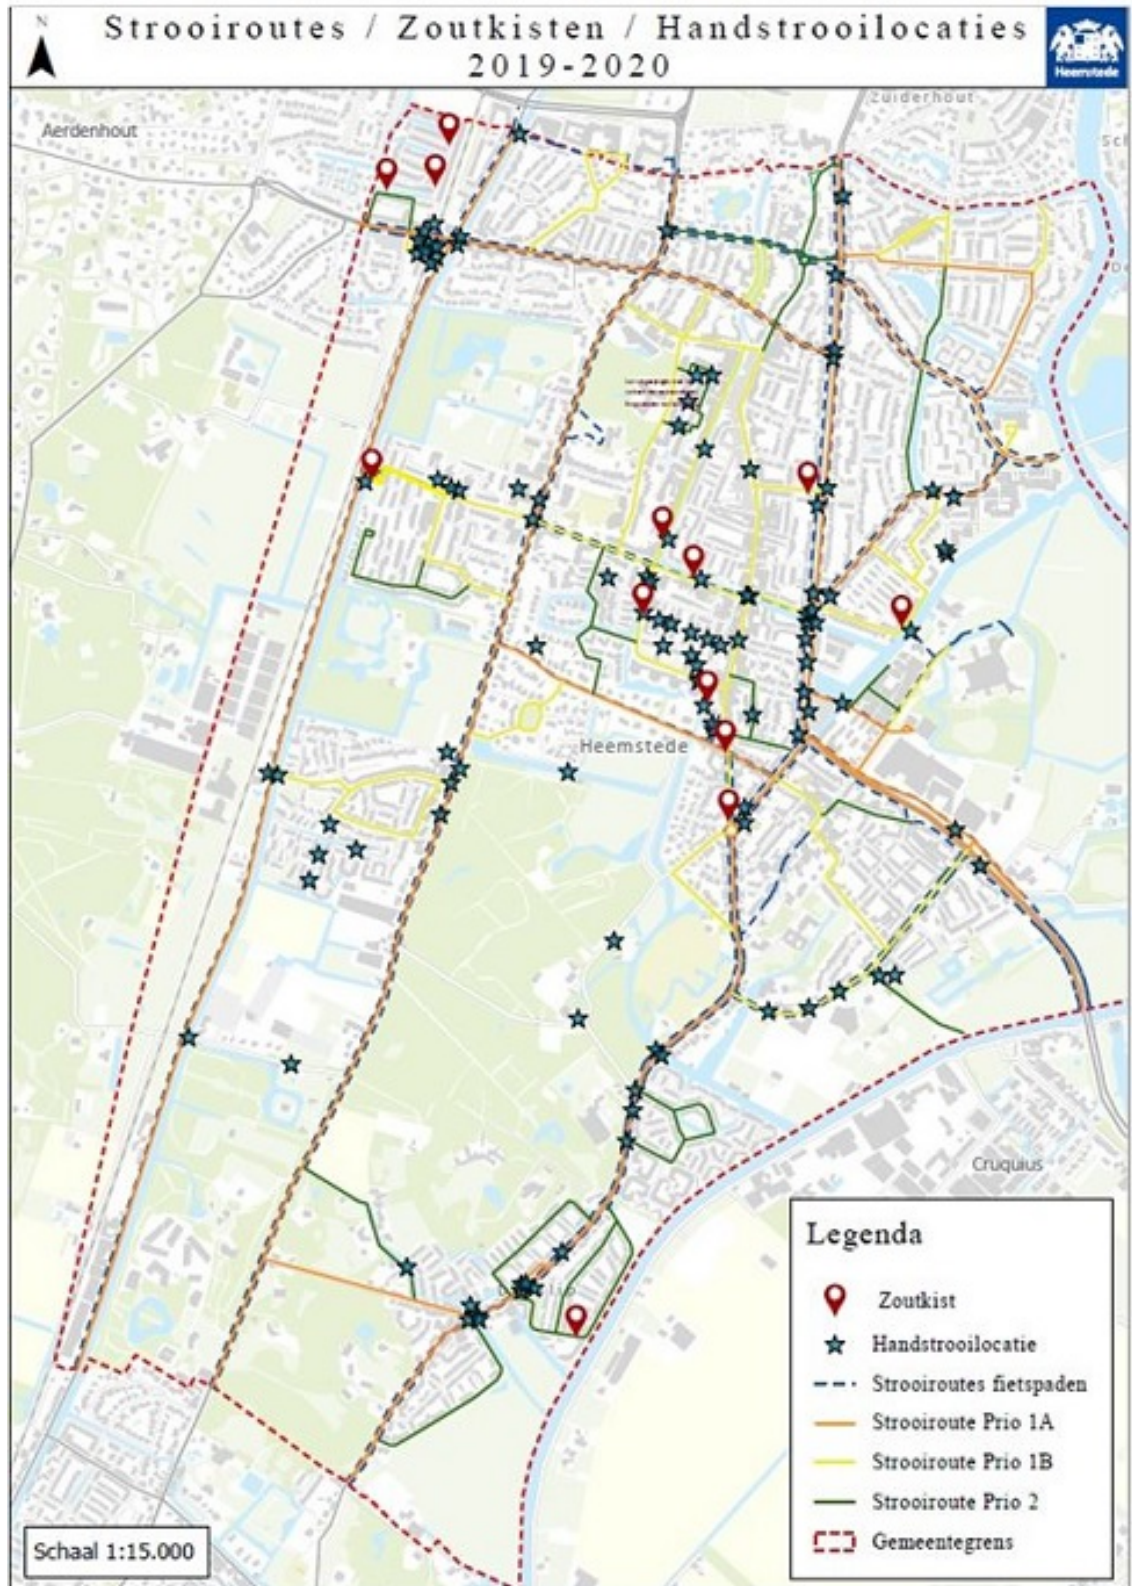 N
Strooiroutes / Zoutkisten / Handstrooilocaties
2019-2020
Heemstede
Zuiderhout
Aerdenhout
Heemstede
Cruquius
Legenda
Zoutkist
Handstrooilocatie
Strooiroutes fietspaden
Strooiroute Prio 1A
Strooiroute Prio 1B
Strooiroute Prio 2
Gemeentegrens
Schaal 1:15.000